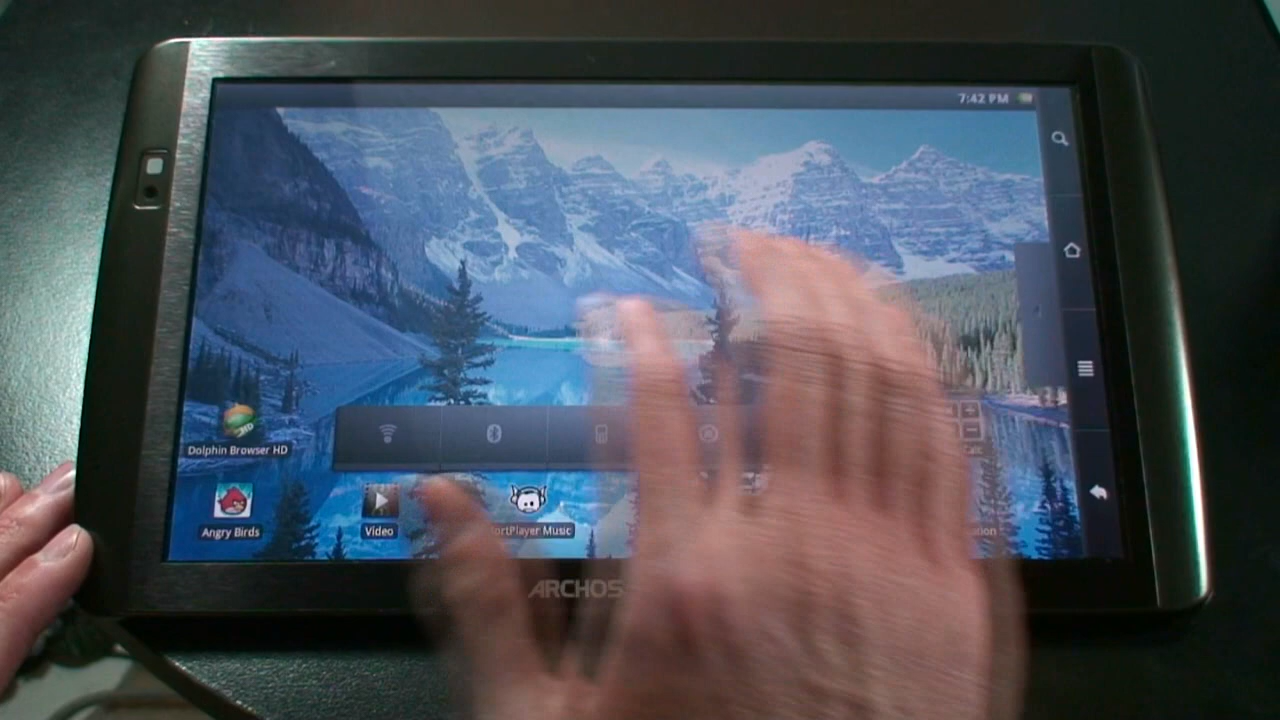 7:42 PM
Dolphin Browser HD
Angry Birds
Video
ortPlayer Music
ARCHOS